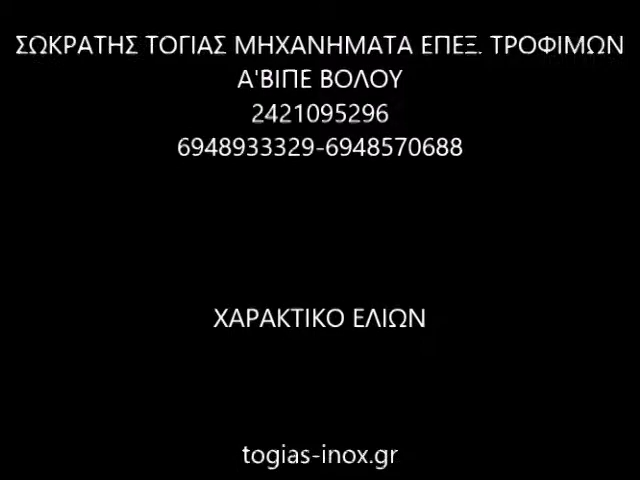 ΣΩΚΡΑΤΗΣ ΤΟΓΙΑΣ ΜΗΧΑΝΗΜΑΤΑ ΕΠΕΞ. ΤΡΟΦΙΜΩΝ
Α'ΒΙΠΕ ΒΟΛΟΥ
2421095296
6948933329-6948570688
ΧΑΡΑΚΤΙΚΟ ΕΛΙΩΝ
togias-inox.gr